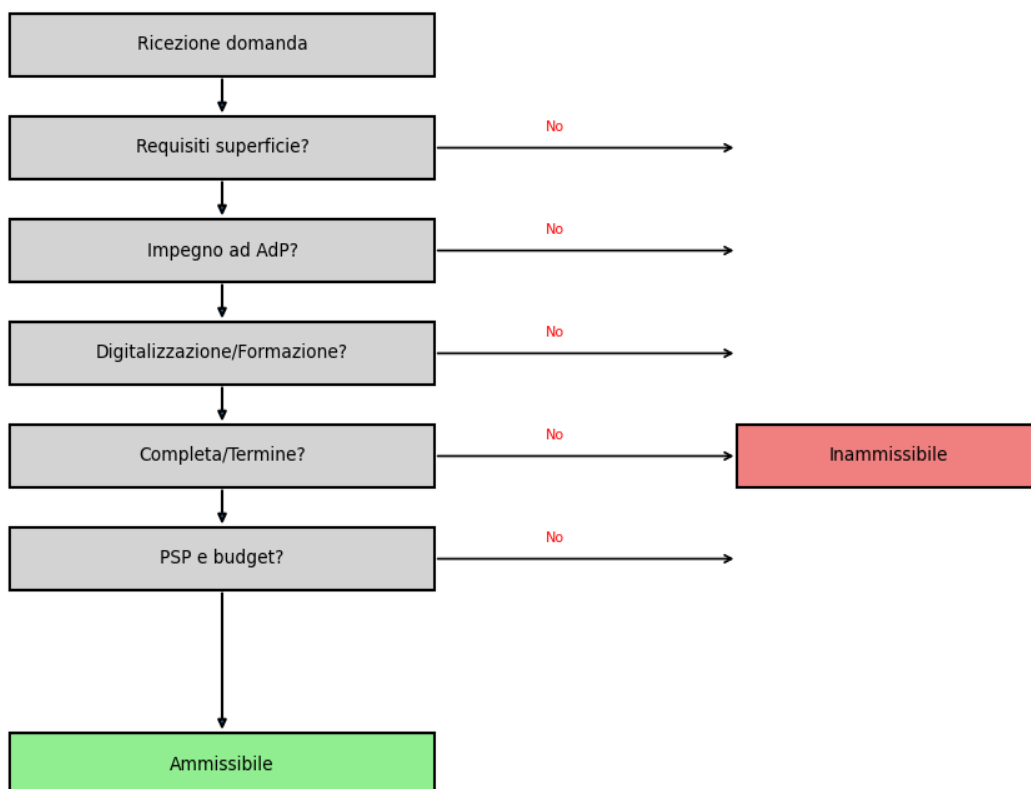 Ricezione domanda
Requisiti superficie?
No
Impegno ad AdP?
No
Digitalizzazione/Formazione?
No
Completa/Termine?
No
Inammissibile
PSP e budget?
No
Ammissibile